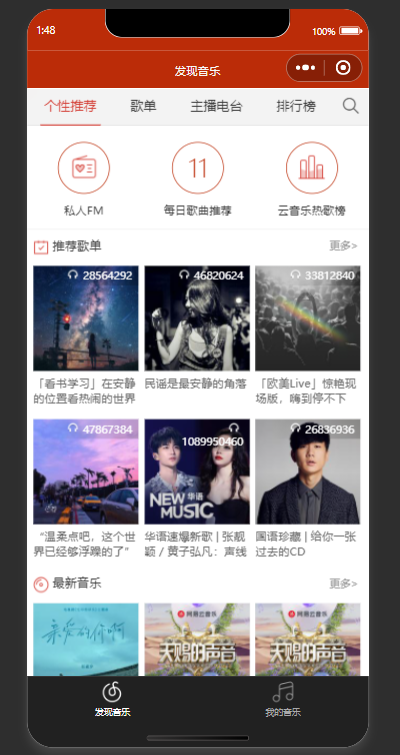 1:48
100%
发现音乐
个性推荐 歌单 主播电台 排行榜
11
私人FM 每日歌曲推荐 云音乐热歌榜
推荐歌单 更多>
28564292 46820624 33812840
「看书学习」在安静的位置看热闹的世界
民谣是最安静的角落
「欧美Live」惊艳现场版，嗨到停不下
47867384 1089950460 26836936
NEW 华语 MUSIC
“温柔点吧，这个世界已经够浮躁的了”
华语速爆新歌 | 张靓颖 / 黄子弘凡：声线
国语珍藏 | 给你一张过去的CD
最新音乐 更多>
亲爱的你啊
网易云音乐 网易云音乐
天赐的声音 天赐的声音
发现音乐 我的音乐